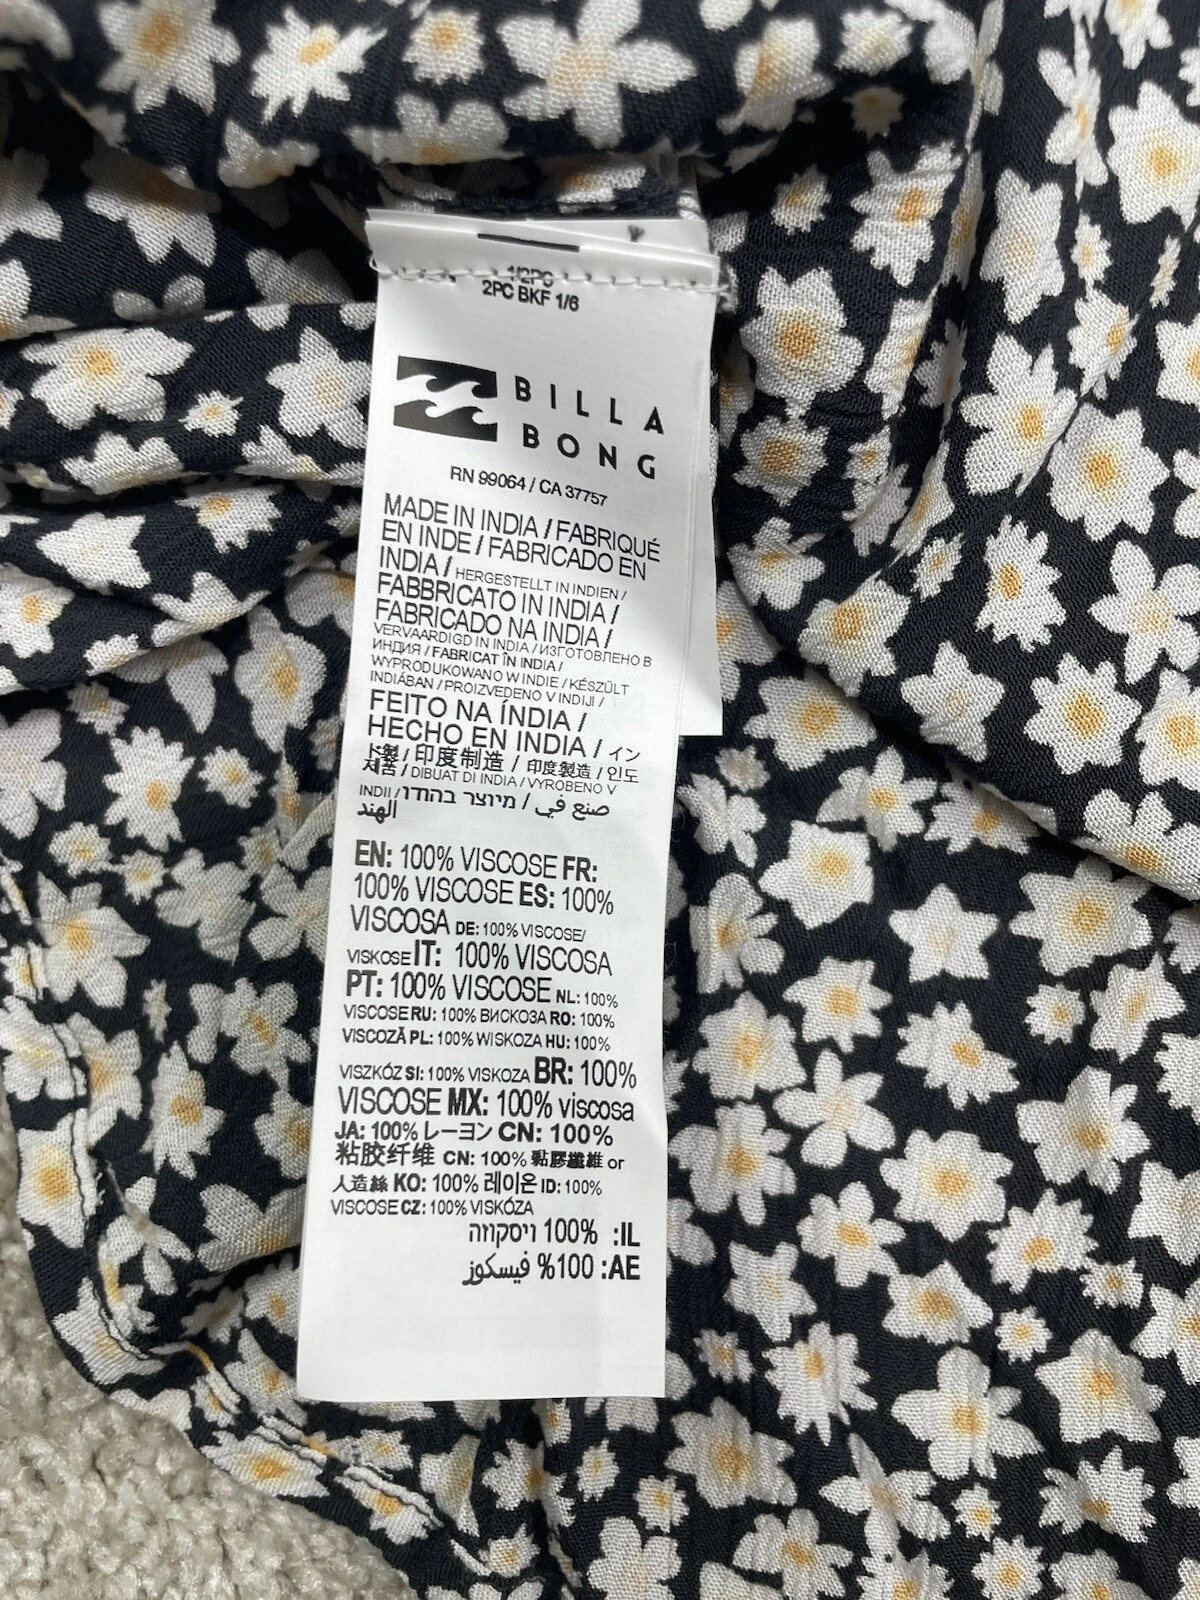 1/2PC
2PC BKF 1/6
BILLA
BONG
RN 99064 / CA 37757
MADE IN INDIA / FABRIQUÉ
EN INDE / FABRICADO EN
INDIA / HERGESTELLT IN INDIEN /
FABBRICATO IN INDIA /
FABRICADO NA INDIA /
VERVAARDIGD IN INDIA / ИЗГОТОВЛЕНО В
ИНДИЯ / FABRICAT ÎN INDIA /
WYPRODUKOWANO W INDIE / KÉSZÜLT
INDIÁBAN / PROIZVEDENO V INDIJI /
FEITO NA ÍNDIA /
HECHO EN INDIA / イン
ド製 / 印度制造 / 印度製造 / 인도
제품 / DIBUAT DI INDIA / VYROBENO V
INDII / מיוצר בהודו / صنع في
الهند
EN: 100% VISCOSE FR:
100% VISCOSE ES: 100%
VISCOSA DE: 100% VISCOSE/
VISKOSE IT: 100% VISCOSA
PT: 100% VISCOSE NL: 100%
VISCOSE RU: 100% ВИСКОЗА RO: 100%
VISCOZĂ PL: 100% WISKOZA HU: 100%
VISZKÓZ SI: 100% VISKOZA BR: 100%
VISCOSE MX: 100% viscosa
JA: 100% レーヨン CN: 100%
粘胶纤维 CN: 100% 黏膠纖維 or
人造絲 KO: 100% 레이온 ID: 100%
VISCOSE CZ: 100% VISKÓZA
IL: 100% ויסקוזה
AE: 100% فيسكوز